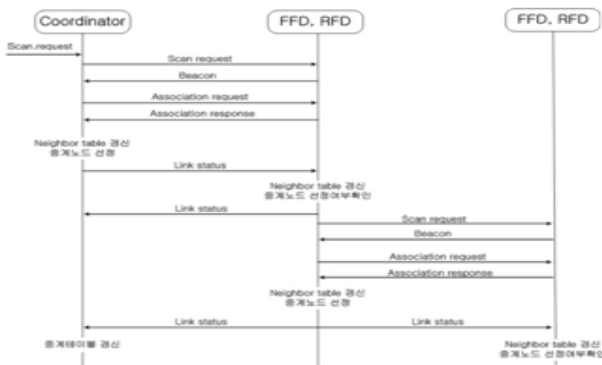 Coordinator
FFD, RFD
FFD, RFD
Scan.request
Scan request
Beacon
Association request
Association response
Neighbor table 갱신
중계노드 선정
Link status
Neighbor table 갱신
중계노드 선정여부확인
Link status
Scan request
Beacon
Association request
Association response
Neighbor table 갱신
중계노드 선정
Link status
Link status
중계테이블 갱신
Neighbor table 갱신
중계노드 선정여부확인